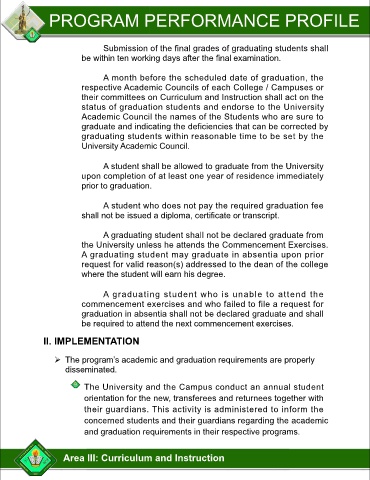 PROGRAM PERFORMANCE PROFILE
Submission of the final grades of graduating students shall
be within ten working days after the final examination.
A month before the scheduled date of graduation, the
respective Academic Councils of each College / Campuses or
their committees on Curriculum and Instruction shall act on the
status of graduation students and endorse to the University
Academic Council the names of the Students who are sure to
graduate and indicating the deficiencies that can be corrected by
graduating students within reasonable time to be set by the
University Academic Council.
A student shall be allowed to graduate from the University
upon completion of at least one year of residence immediately
prior to graduation.
A student who does not pay the required graduation fee
shall not be issued a diploma, certificate or transcript.
A graduating student shall not be declared graduate from
the University unless he attends the Commencement Exercises.
A graduating student may graduate in absentia upon prior
request for valid reason(s) addressed to the dean of the college
where the student will earn his degree.
A graduating student who is unable to attend the
commencement exercises and who failed to file a request for
graduation in absentia shall not be declared graduate and shall
be required to attend the next commencement exercises.
II. IMPLEMENTATION
➢ The program's academic and graduation requirements are properly
disseminated.
The University and the Campus conduct an annual student
orientation for the new, transferees and returnees together with
their guardians. This activity is administered to inform the
concerned students and their guardians regarding the academic
and graduation requirements in their respective programs.
Area III: Curriculum and Instruction